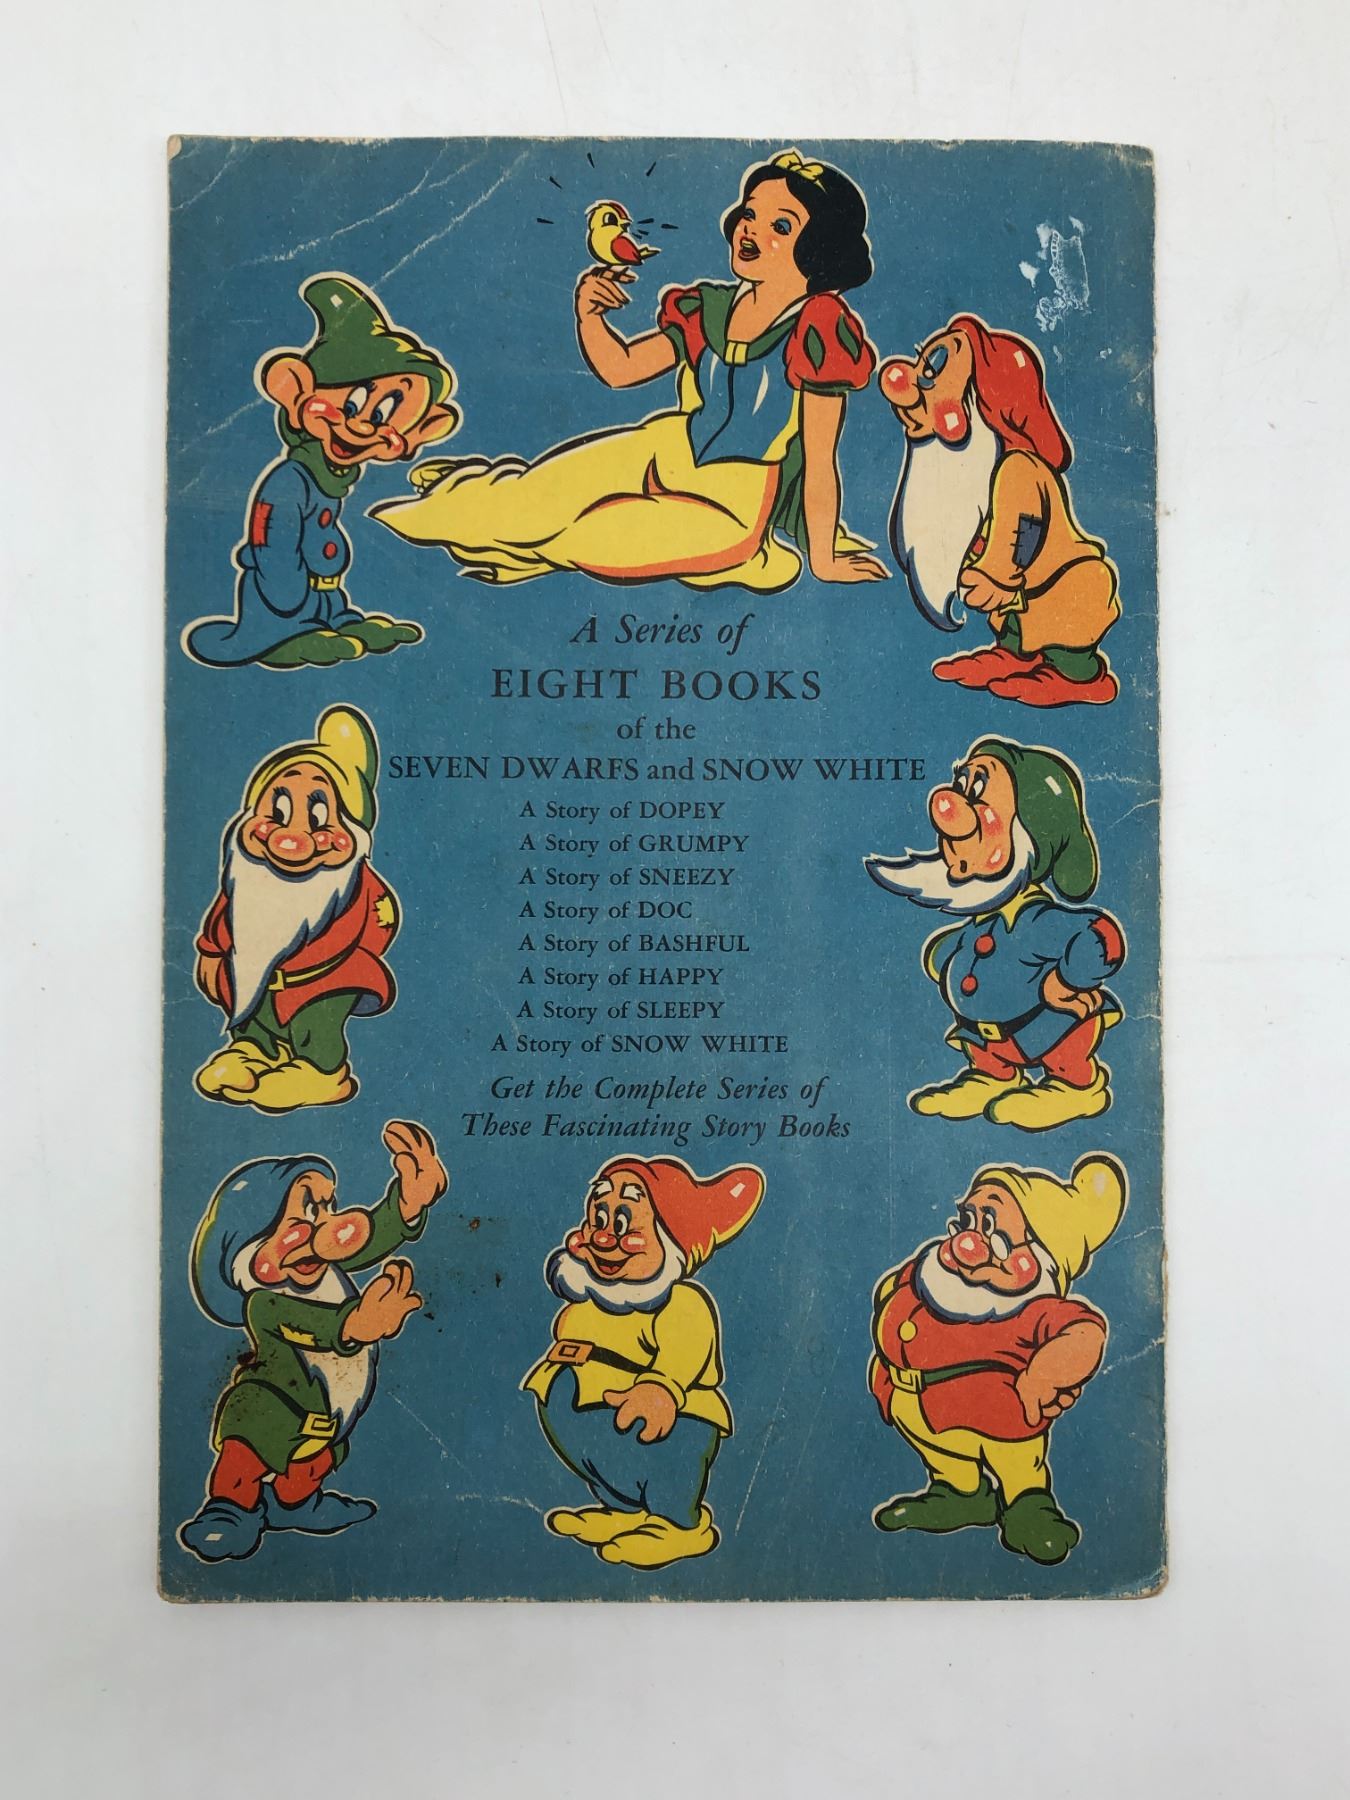 A Series of
EIGHT BOOKS
of the
SEVEN DWARFS and SNOW WHITE
A Story of DOPEY
A Story of GRUMPY
A Story of SNEEZY
A Story of DOC
A Story of BASHFUL
A Story of HAPPY
A Story of SLEEPY
A Story of SNOW WHITE
Get the Complete Series of
These Fascinating Story Books